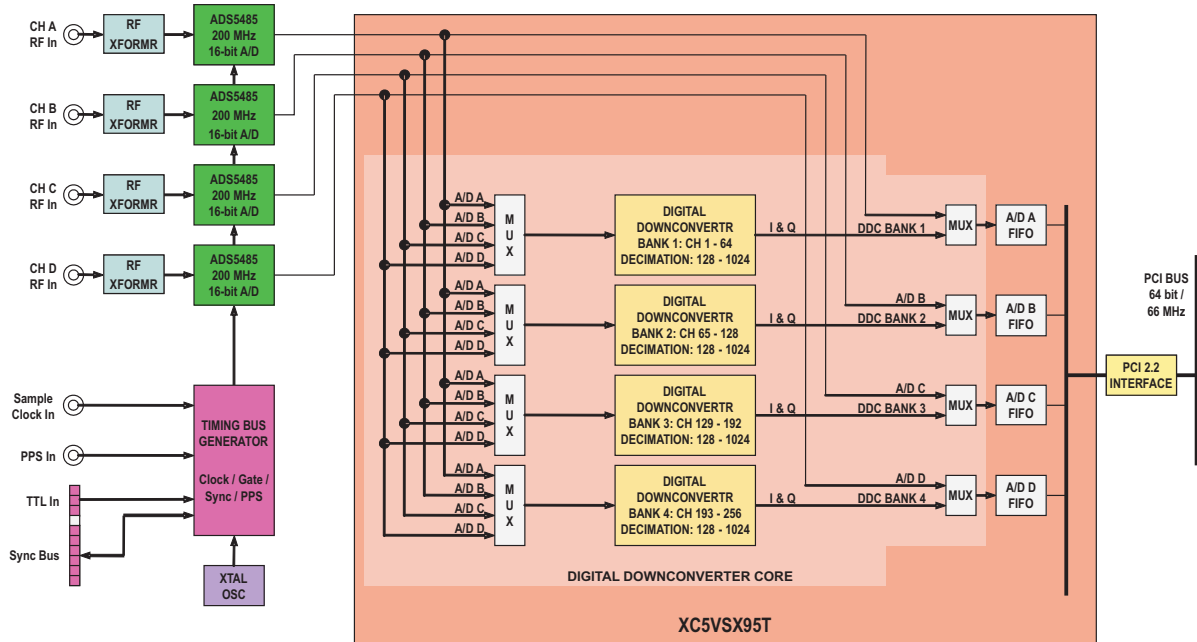 CH A
RF In
RF
XFORMR
ADS5485
200 MHz
16-bit A/D
CH B
RF In
RF
XFORMR
ADS5485
200 MHz
16-bit A/D
CH C
RF In
RF
XFORMR
ADS5485
200 MHz
16-bit A/D
CH D
RF In
RF
XFORMR
ADS5485
200 MHz
16-bit A/D
Sample
Clock In
PPS In
TTL In
Sync Bus
TIMING BUS
GENERATOR
Clock / Gate /
Sync / PPS
XTAL
OSC
A/D A
A/D B
A/D C
A/D D
M
U
X
DIGITAL
DOWNCONVERTR
BANK 1: CH 1 - 64
DECIMATION: 128 - 1024
I & Q
DDC BANK 1
MUX
A/D A
FIFO
A/D A
A/D B
A/D C
A/D D
M
U
X
DIGITAL
DOWNCONVERTR
BANK 2: CH 65 - 128
DECIMATION: 128 - 1024
I & Q
A/D B
DDC BANK 2
MUX
A/D B
FIFO
A/D A
A/D B
A/D C
A/D D
M
U
X
DIGITAL
DOWNCONVERTR
BANK 3: CH 129 - 192
DECIMATION: 128 - 1024
I & Q
A/D C
DDC BANK 3
MUX
A/D C
FIFO
A/D A
A/D B
A/D C
A/D D
M
U
X
DIGITAL
DOWNCONVERTR
BANK 4: CH 193 - 256
DECIMATION: 128 - 1024
I & Q
A/D D
DDC BANK 4
MUX
A/D D
FIFO
PCI BUS
64 bit /
66 MHz
PCI 2.2
INTERFACE
DIGITAL DOWNCONVERTER CORE
XC5VSX95T